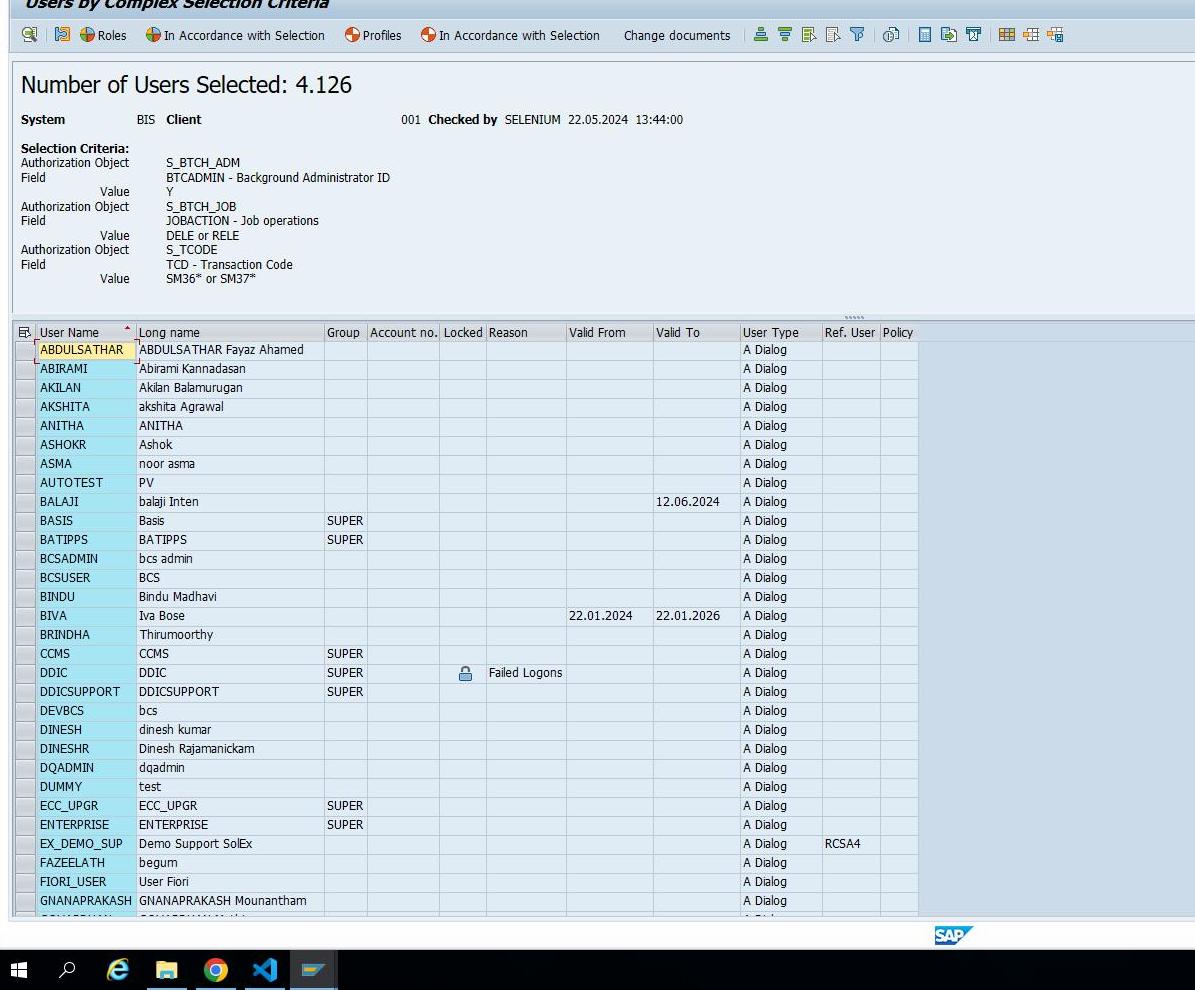 Users by Complex Selection Criteria
Roles In Accordance with Selection Profiles In Accordance with Selection Change documents
Number of Users Selected: 4.126
System BIS Client 001 Checked by SELENIUM 22.05.2024 13:44:00
Selection Criteria:
Authorization Object S_BTCH_ADM
Field BTCADMIN - Background Administrator ID
Value Y
Authorization Object S_BTCH_JOB
Field JOBACTION - Job operations
Value DELE or RELE
Authorization Object S_TCODE
Field TCD - Transaction Code
Value SM36* or SM37*
User Name Long name Group Account no. Locked Reason Valid From Valid To User Type Ref. User Policy
ABDULSATHAR ABDULSATHAR Fayaz Ahamed A Dialog
ABIRAMI Abirami Kannadasan A Dialog
AKILAN Akilan Balamurugan A Dialog
AKSHITA akshita Agrawal A Dialog
ANITHA ANITHA A Dialog
ASHOKR Ashok A Dialog
ASMA noor asma A Dialog
AUTOTEST PV A Dialog
BALAJI balaji Inten 12.06.2024 A Dialog
BASIS Basis SUPER A Dialog
BATIPPS BATIPPS SUPER A Dialog
BCSADMIN bcs admin A Dialog
BCSUSER BCS A Dialog
BINDU Bindu Madhavi A Dialog
BIVA Iva Bose 22.01.2024 22.01.2026 A Dialog
BRINDHA Thirumoorthy A Dialog
CCMS CCMS SUPER A Dialog
DDIC DDIC SUPER Failed Logons A Dialog
DDICSUPPORT DDICSUPPORT SUPER A Dialog
DEVBCS bcs A Dialog
DINESH dinesh kumar A Dialog
DINESHR Dinesh Rajamanickam A Dialog
DQADMIN dqadmin A Dialog
DUMMY test A Dialog
ECC_UPGR ECC_UPGR SUPER A Dialog
ENTERPRISE ENTERPRISE SUPER A Dialog
EX_DEMO_SUP Demo Support SolEx A Dialog RCSA4
FAZEELATH begum A Dialog
FIORI_USER User Fiori A Dialog
GNANAPRAKASH GNANAPRAKASH Mounantham A Dialog
SAP